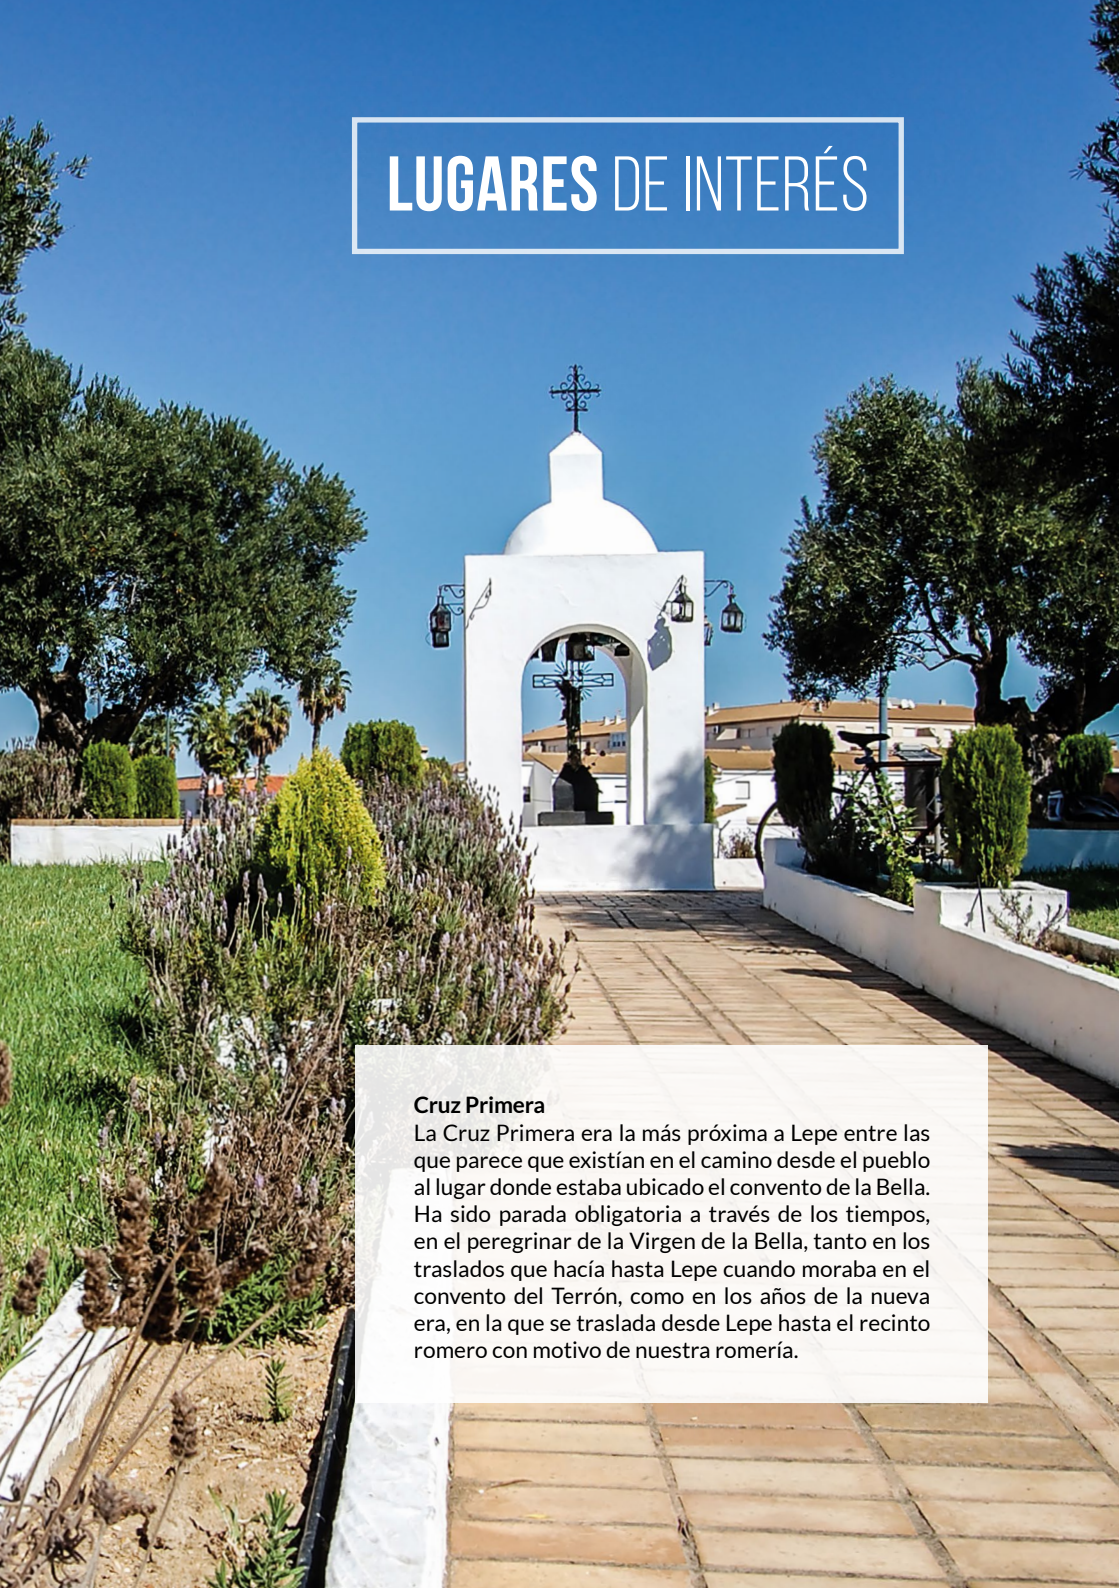 LUGARES DE INTERÉS
Cruz Primera
La Cruz Primera era la más próxima a Lepe entre las
que parece que existían en el camino desde el pueblo
al lugar donde estaba ubicado el convento de la Bella.
Ha sido parada obligatoria a través de los tiempos,
en el peregrinar de la Virgen de la Bella, tanto en los
traslados que hacía hasta Lepe cuando moraba en el
convento del Terrón, como en los años de la nueva
era, en la que se traslada desde Lepe hasta el recinto
romero con motivo de nuestra romería.